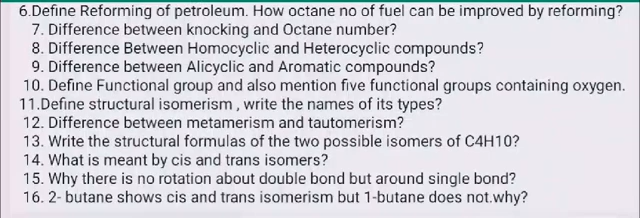 6.Define Reforming of petroleum. How octane no of fuel can be improved by reforming?
7. Difference between knocking and Octane number?
8. Difference Between Homocyclic and Heterocyclic compounds?
9. Difference between Alicyclic and Aromatic compounds?
10. Define Functional group and also mention five functional groups containing oxygen.
11.Define structural isomerism , write the names of its types?
12. Difference between metamerism and tautomerism?
13. Write the structural formulas of the two possible isomers of C4H10?
14. What is meant by cis and trans isomers?
15. Why there is no rotation about double bond but around single bond?
16. 2- butane shows cis and trans isomerism but 1-butane does not.why?